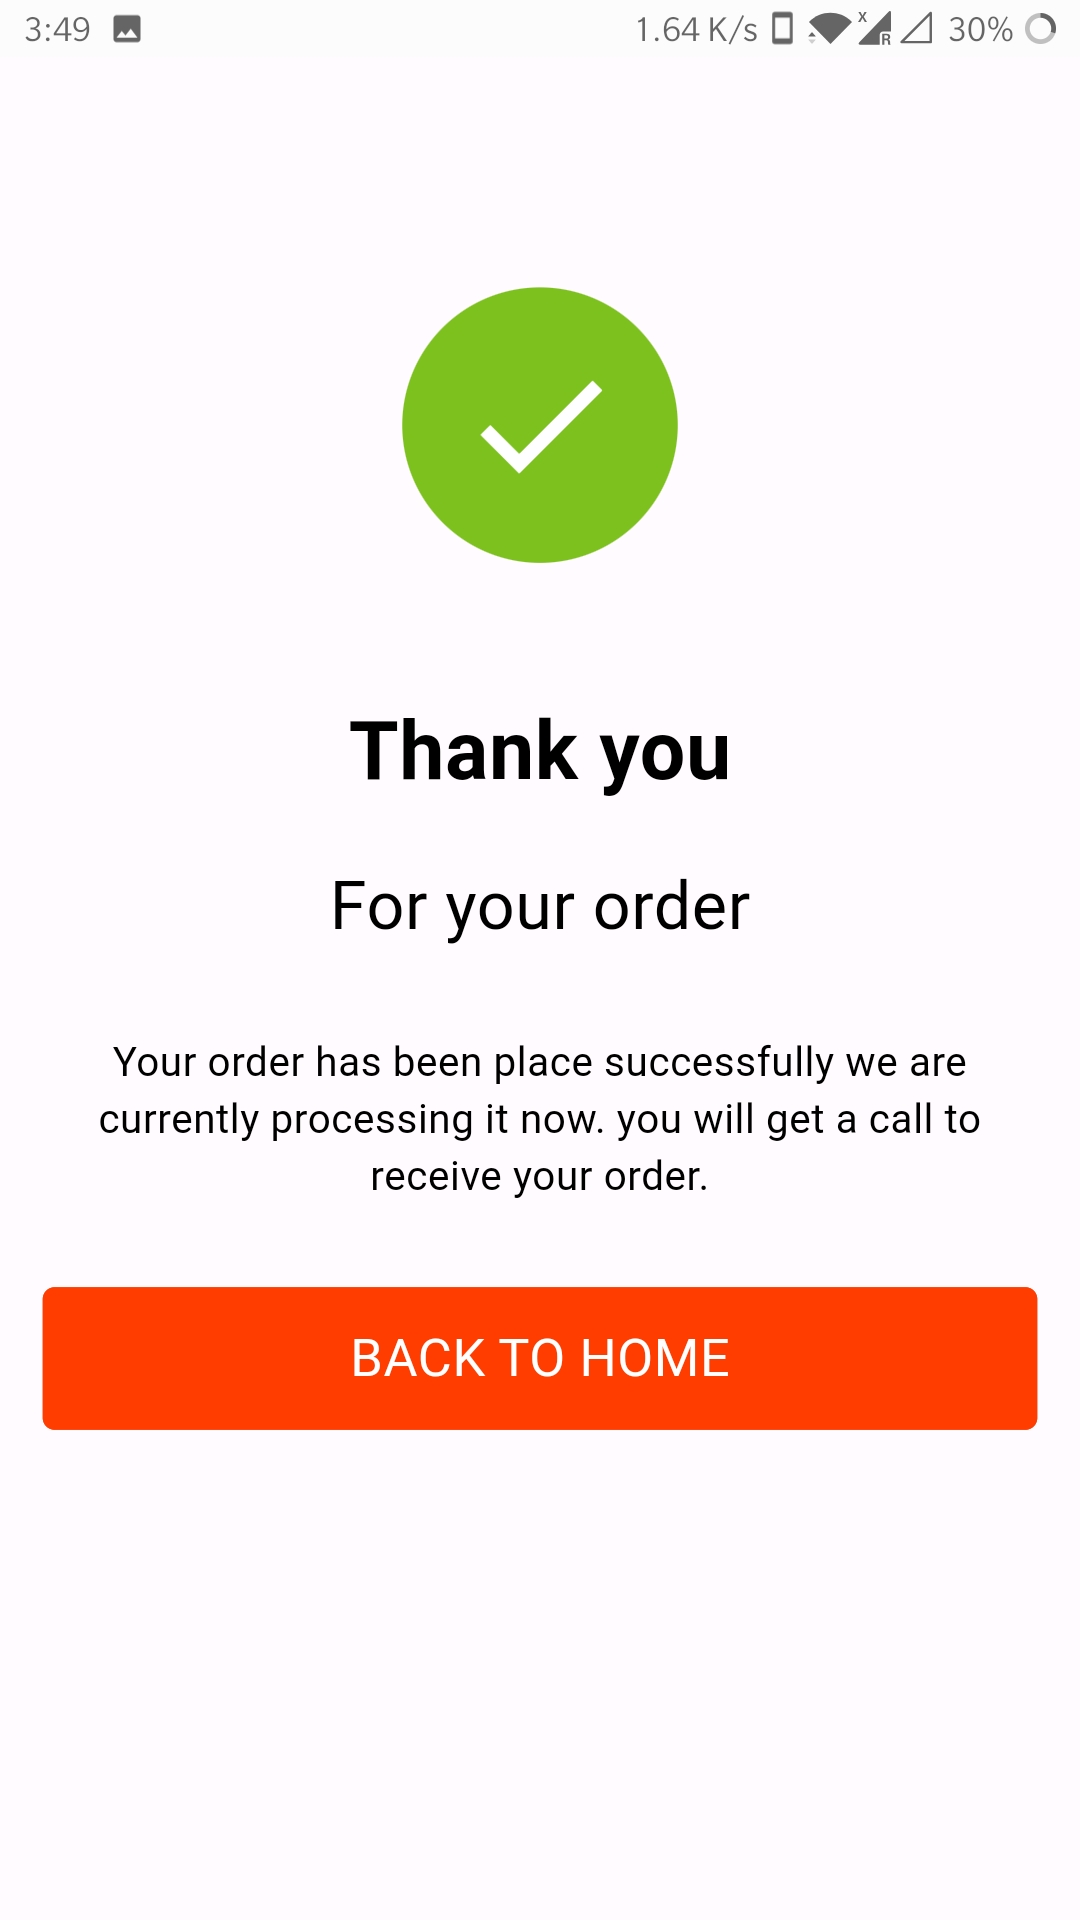 3:49 1.64 K/s X R 30%
Thank you
For your order
Your order has been place successfully we are
currently processing it now. you will get a call to
receive your order.
BACK TO HOME